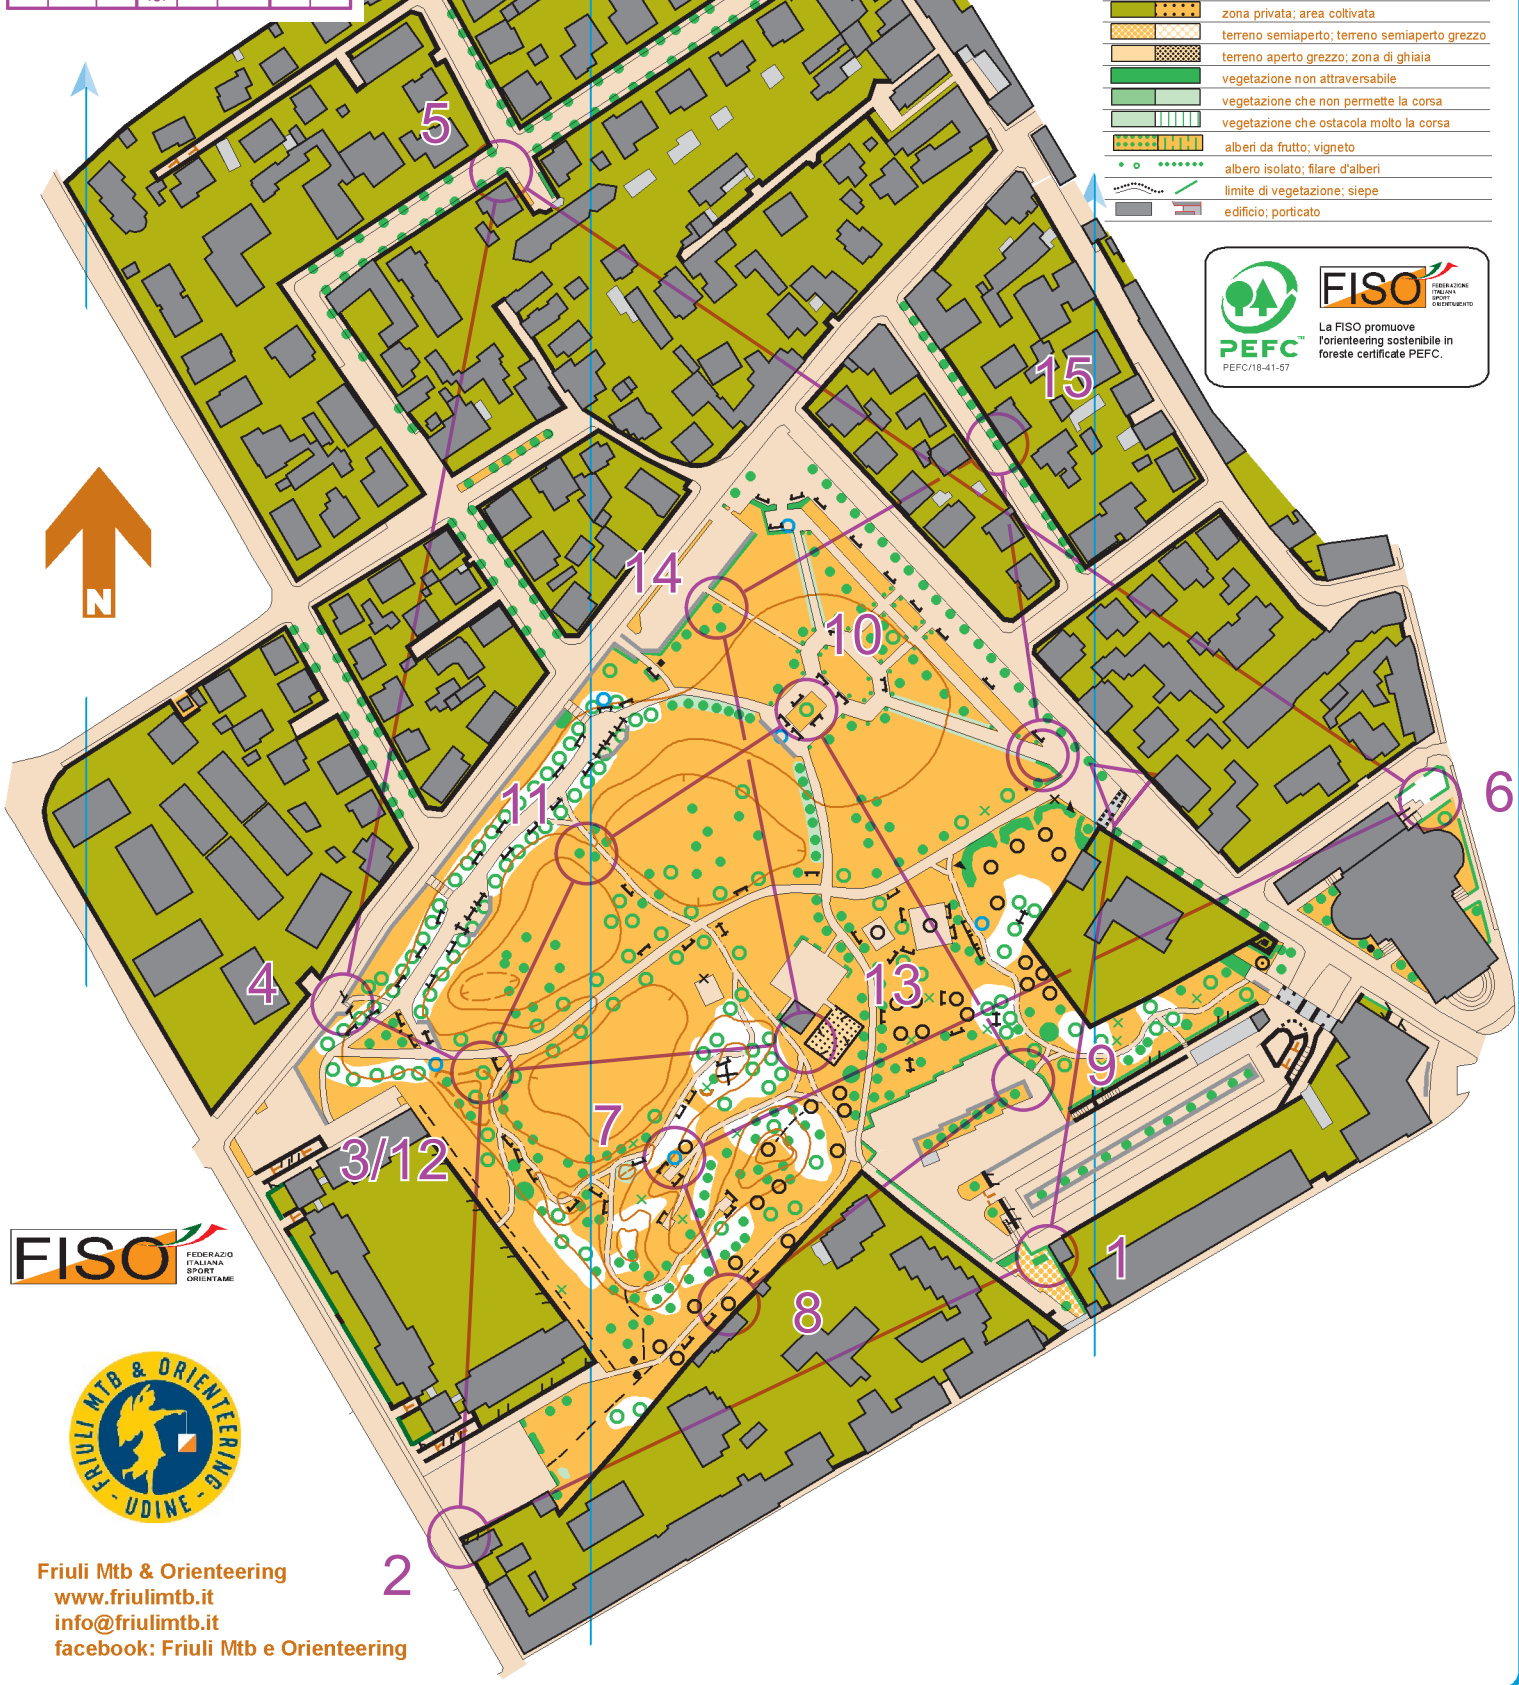 zona privata; area coltivata
terreno semiaperto; terreno semiaperto grezzo
terreno aperto grezzo; zona di ghiaia
vegetazione non attraversabile
vegetazione che non permette la corsa
vegetazione che ostacola molto la corsa
alberi da frutto; vigneto
albero isolato; filare d'alberi
limite di vegetazione; siepe
edificio; porticato
PEFC™
PEFC/18-41-57
FISO
FEDERAZIONE
ITALIANA
SPORT
ORIENTAMENTO
La FISO promuove
l'orienteering sostenibile in
foreste certificate PEFC.
5
15
N
14
10
11
6
4
13
9
7
3/12
1
8
2
FISO
FEDERAZIO
ITALIANA
SPORT
ORIENTAME
FRIULI MTB & ORIENTEERING
- UDINE -
Friuli Mtb & Orienteering
www.friulimtb.it
info@friulimtb.it
facebook: Friuli Mtb e Orienteering